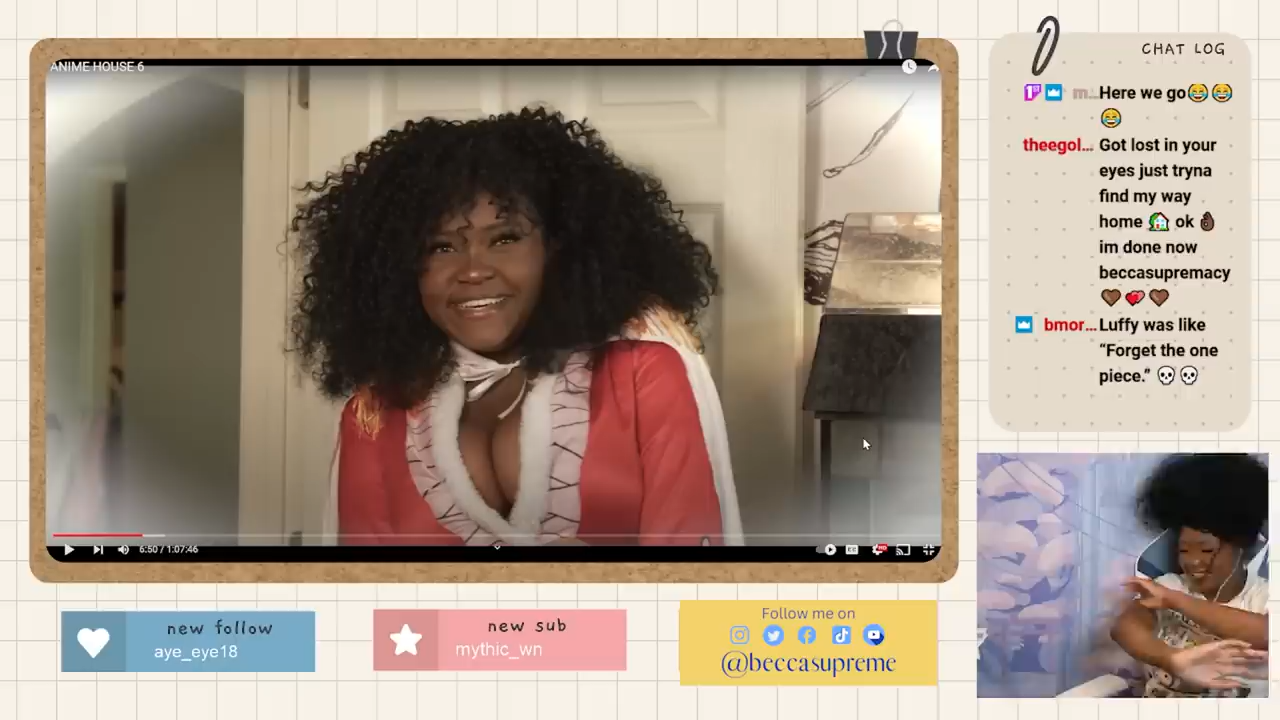 ANIME HOUSE 6
6:50 / 1:07:46
CHAT LOG
m... Here we go😂😂
😂
theegol... Got lost in your
eyes just tryna
find my way
home 🏠 ok 👌🏿
im done now
beccasupremacy
🤎💞🤎
bmor... Luffy was like
“Forget the one
piece.” 💀💀
new follow
aye_eye18
new sub
mythic_wn
Follow me on
@beccasupreme